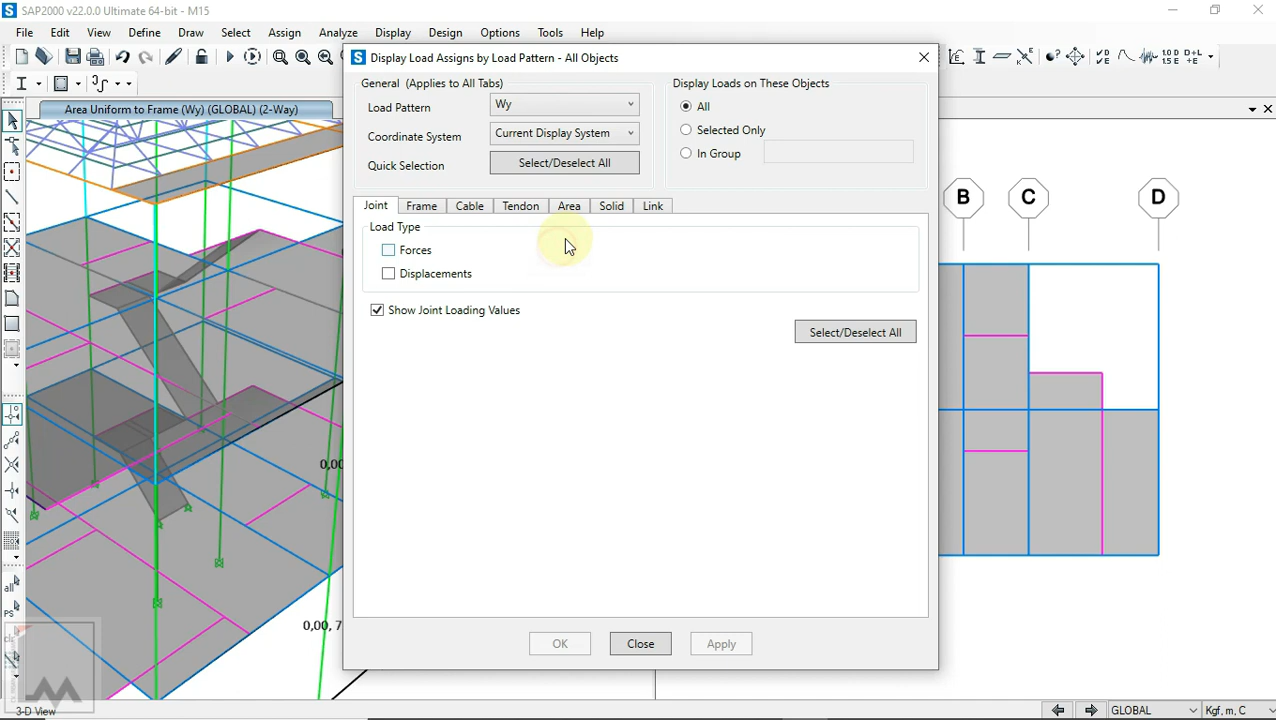 SAP2000 v22.0.0 Ultimate 64-bit - M15
File Edit View Define Draw Select Assign Analyze Display Design Options Tools Help
Area Uniform to Frame (Wy) (GLOBAL) (2-Way)
Display Load Assigns by Load Pattern - All Objects
General (Applies to All Tabs)
Load Pattern
Wy
Coordinate System
Current Display System
Quick Selection
Select/Deselect All
Display Loads on These Objects
All
Selected Only
In Group
Joint Frame Cable Tendon Area Solid Link
Load Type
Forces
Displacements
Show Joint Loading Values
Select/Deselect All
OK Close Apply
B C D
0,00
0,00, 7
all
PS
3-D View
GLOBAL
Kgf, m, C